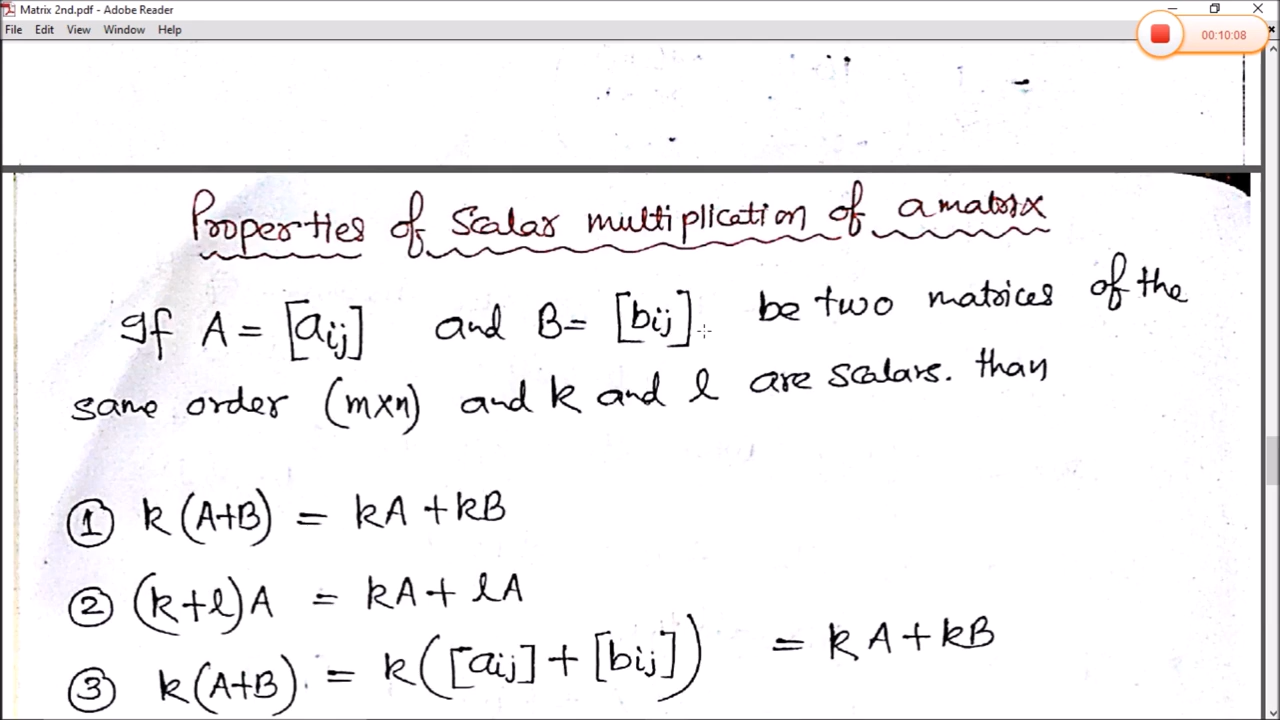 Matrix 2nd.pdf - Adobe Reader
File Edit View Window Help
00:10:08
Properties of Scalar multiplication of a matrix
If A = [aij] and B = [bij] be two matrices of the
same order (m×n) and k and l are scalars. than
① k(A+B) = kA + kB
② (k+l)A = kA + lA
③ k(A+B) = k([aij] + [bij]) = kA + kB